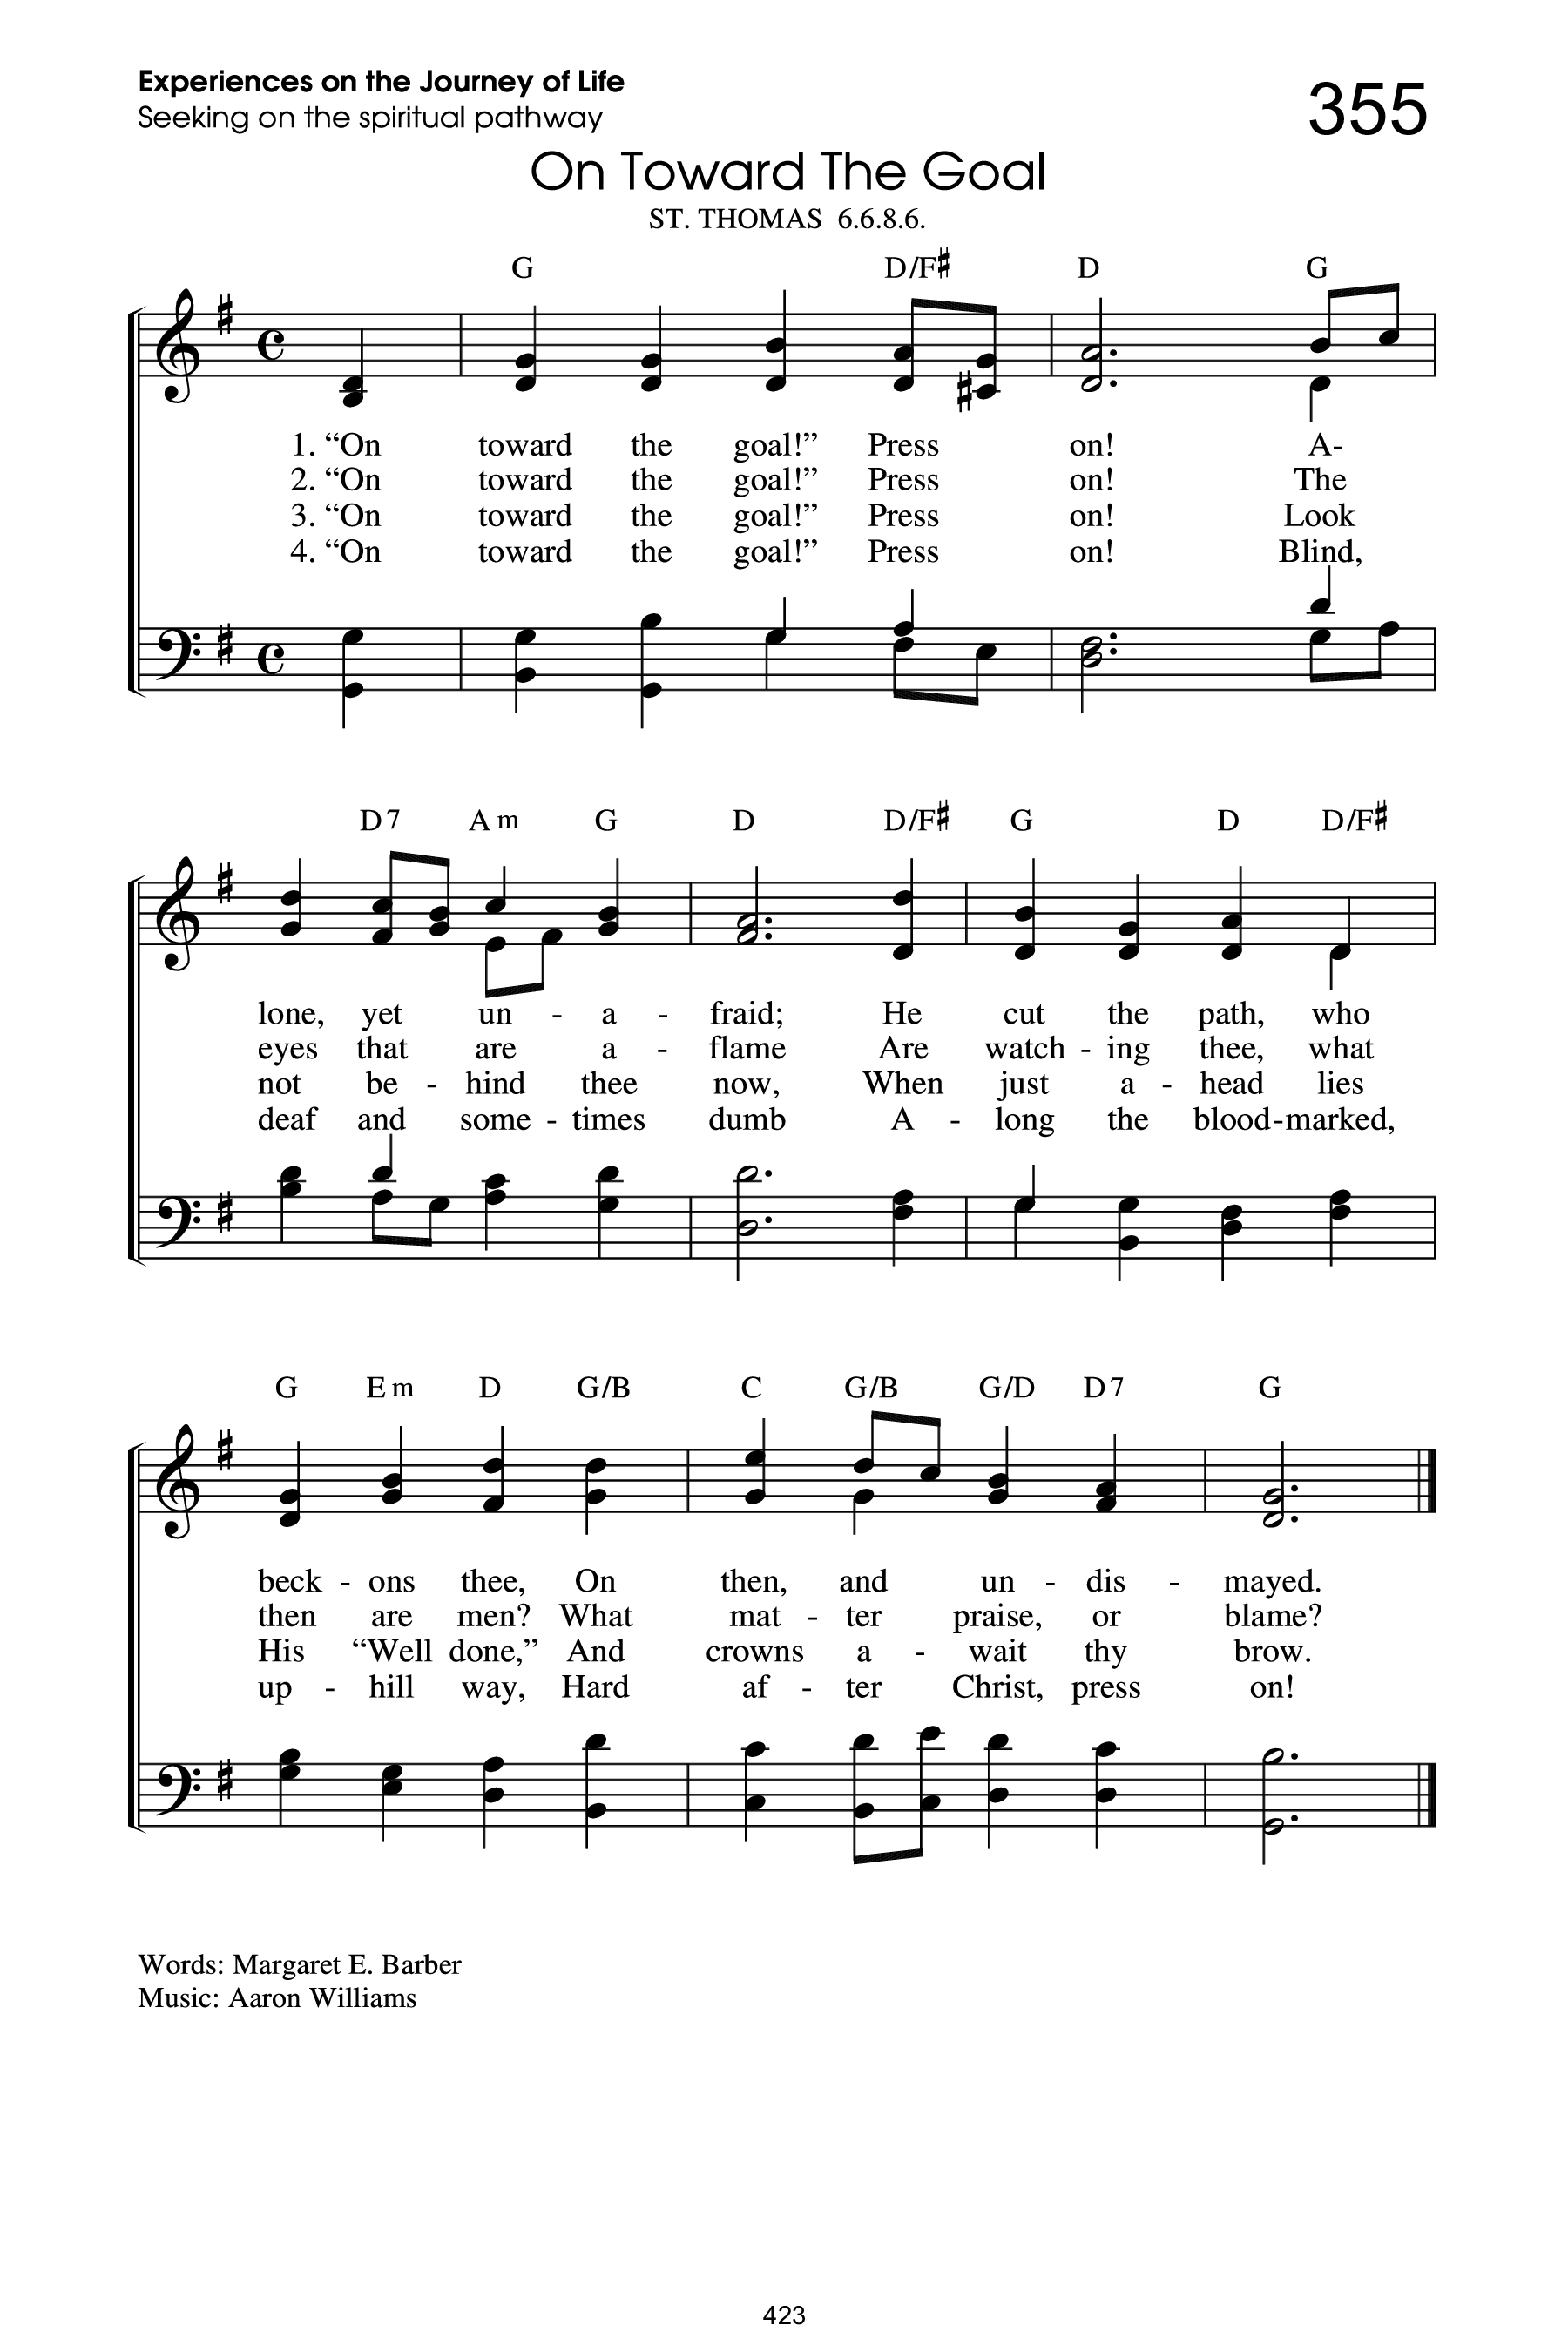 Experiences on the Journey of Life
Seeking on the spiritual pathway
355
On Toward The Goal
ST. THOMAS 6.6.8.6.
G D/F♯ D G
1. “On toward the goal!” Press on! A-
2. “On toward the goal!” Press on! The
3. “On toward the goal!” Press on! Look
4. “On toward the goal!” Press on! Blind,
D7 Am G D D/F♯ G D D/F♯
lone, yet un - a - fraid; He cut the path, who
eyes that are a - flame Are watch - ing thee, what
not be - hind thee now, When just a - head lies
deaf and some - times dumb A - long the blood-marked,
G Em D G/B C G/B G/D D7 G
beck - ons thee, On then, and un - dis - mayed.
then are men? What mat - ter praise, or blame?
His “Well done,” And crowns a - wait thy brow.
up - hill way, Hard af - ter Christ, press on!
Words: Margaret E. Barber
Music: Aaron Williams
423